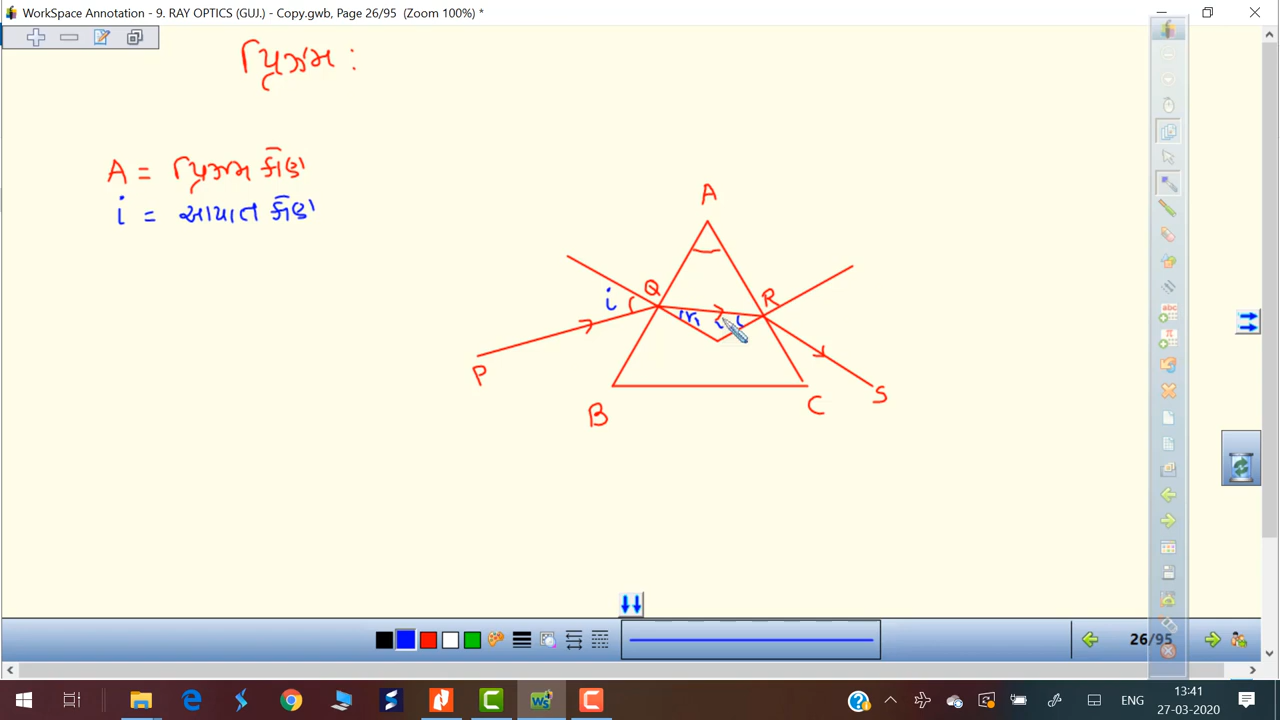 WorkSpace Annotation - 9. RAY OPTICS (GUJ.) - Copy.gwb, Page 26/95 (Zoom 100%) *
પ્રિઝમ :
A = પ્રિઝમ કોણ
i = આપાત કોણ
A
Q
R
i
r₁
P
B
C
S
abc
π
26/95
ENG
13:41
27-03-2020